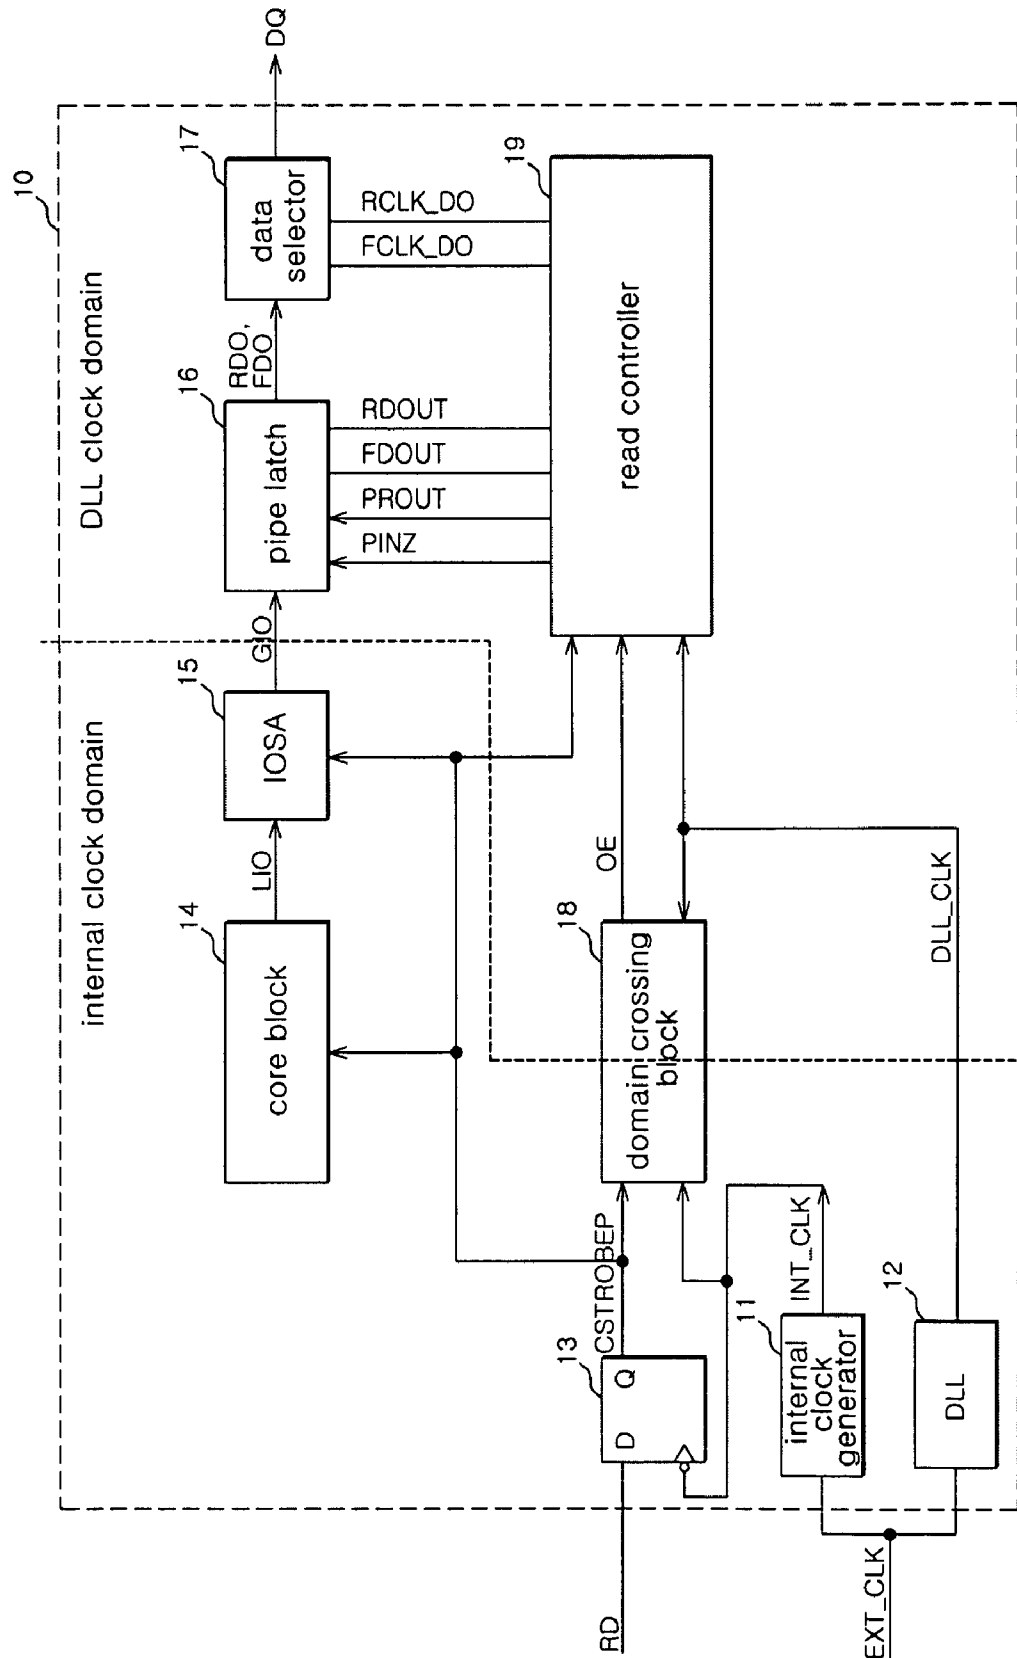 10
internal clock domain
DLL clock domain
14
core block
LIO
15
IOSA
GIO
16
pipe latch
RDO,
FDO
17
data
selector
DQ
PINZ
PROUT
FDOUT
RDOUT
FCLK_DO
RCLK_DO
RD
13
D
Q
CSTROBEP
18
domain crossing
block
OE
19
read controller
EXT_CLK
11
internal
clock
generator
INT_CLK
12
DLL
DLL_CLK